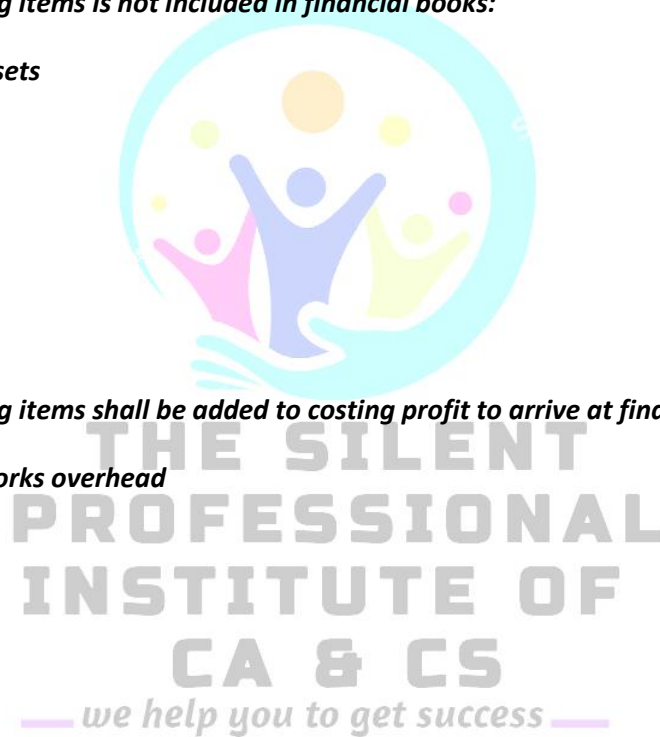 g items is not included in financial books:
sets
g items shall be added to costing profit to arrive at fina
orks overhead
THE SILENT
PROFESSIONAL
INSTITUTE OF
CA & CS
we help you to get success